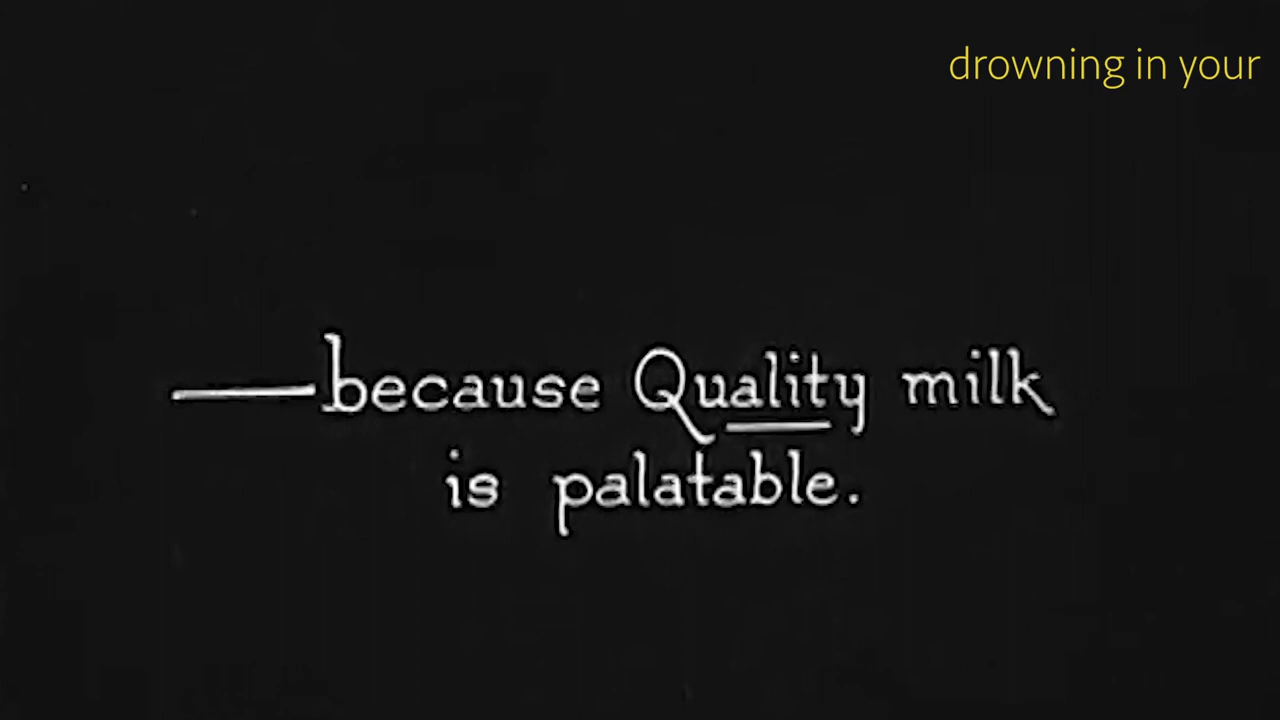 drowning in your
—because Quality milk
is palatable.